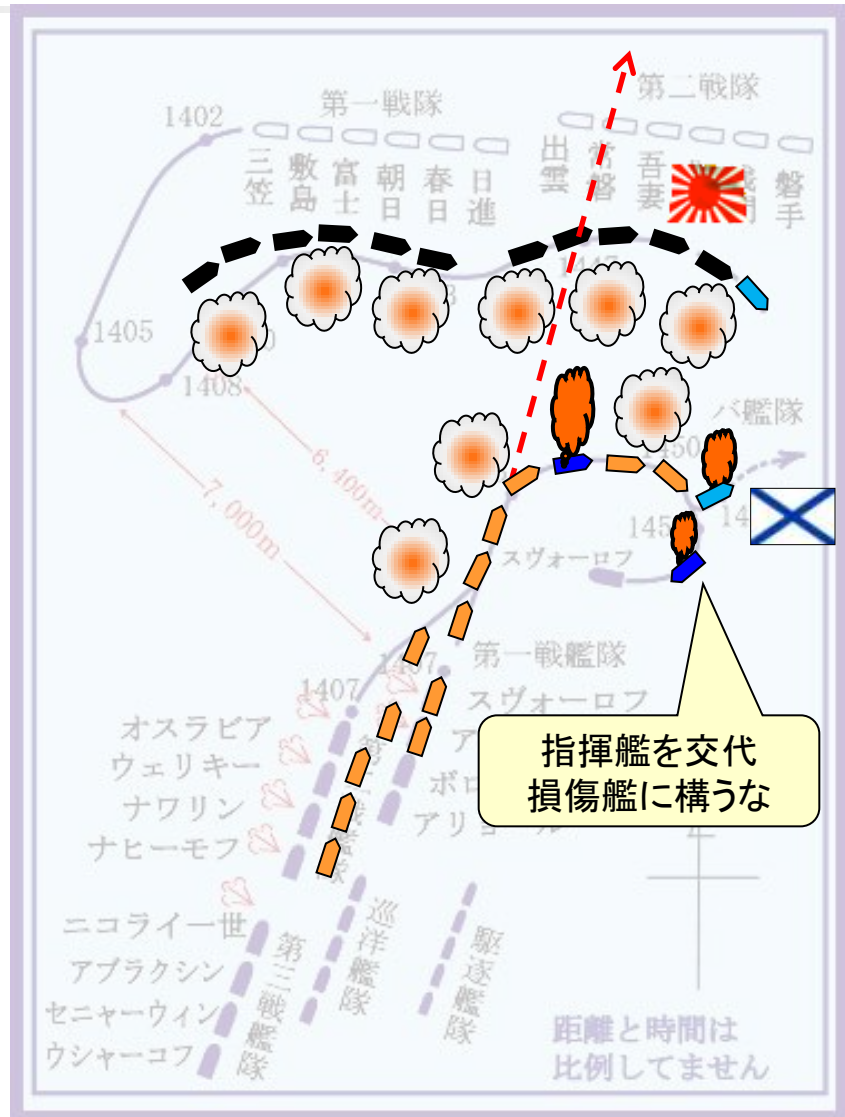 第一戦隊
第二戦隊
1402
三笠
敷島
富士
朝日
春日
日進
出雲
常磐
吾妻
磐手
1405
1408
6,400m
7,000m
バ艦隊
1450
スヴォーロフ
1407
1407
第一戦艦隊
スヴォーロフ
オスラビア
ウェリキー
ナワリン
ナヒーモフ
指揮艦を交代
損傷艦に構うな
ニコライ一世
アブラクシン
セニャーウィン
ウシャーコフ
第三戦艦隊
巡洋艦隊
駆逐艦隊
距離と時間は
比例してません